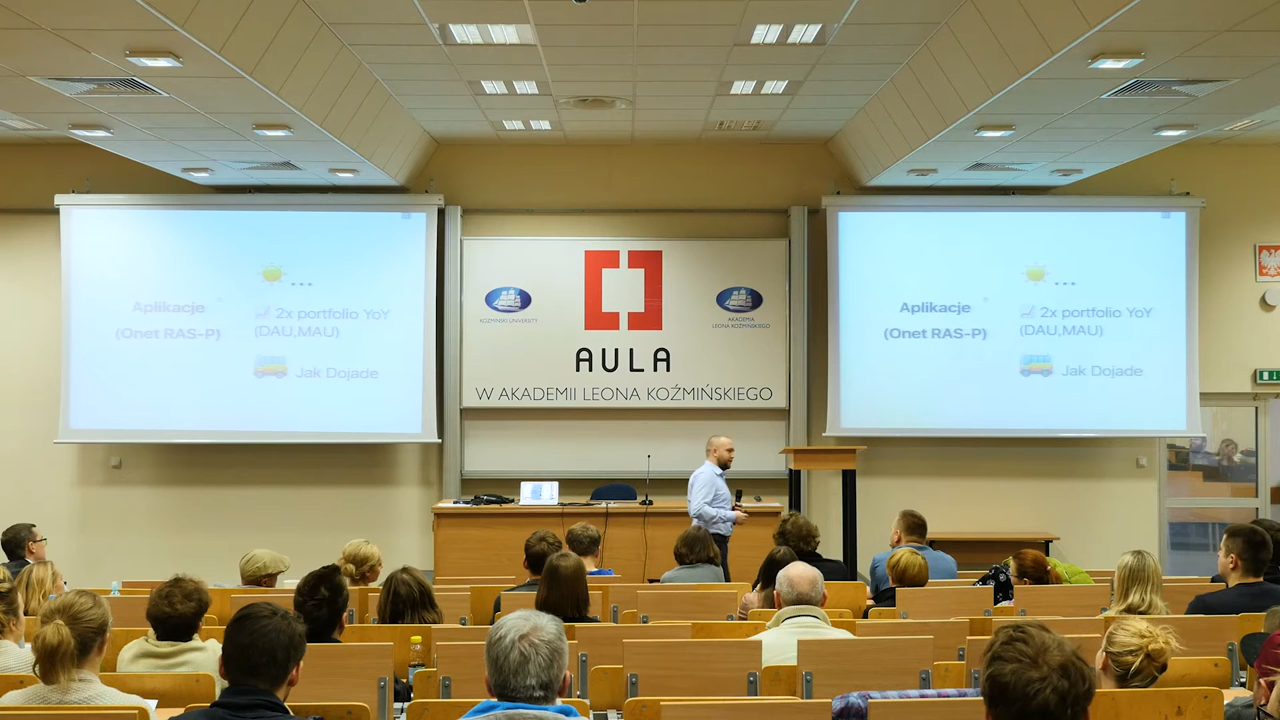 Aplikacje
(Onet RAS-P)
...
2x portfolio YoY
(DAU,MAU)
Jak Dojade
KOZMINSKI UNIVERSITY
AKADEMIA
LEONA KOŹMIŃSKIEGO
AULA
W AKADEMII LEONA KOŹMIŃSKIEGO
Aplikacje
(Onet RAS-P)
...
2x portfolio YoY
(DAU,MAU)
Jak Dojade